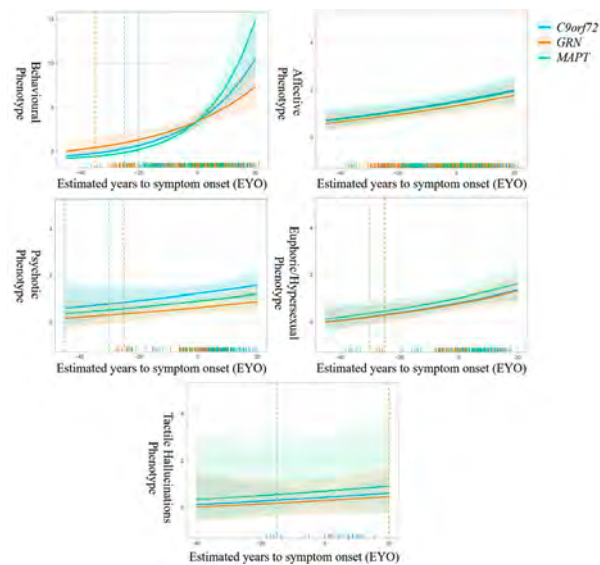 C9orf72
GRN
MAPT
Behavioural
Phenotype
Estimated years to symptom onset (EYO)
Affective
Phenotype
Estimated years to symptom onset (EYO)
Psychotic
Phenotype
Estimated years to symptom onset (EYO)
Euphoric/Hypersexual
Phenotype
Estimated years to symptom onset (EYO)
Tactile Hallucinations
Phenotype
Estimated years to symptom onset (EYO)